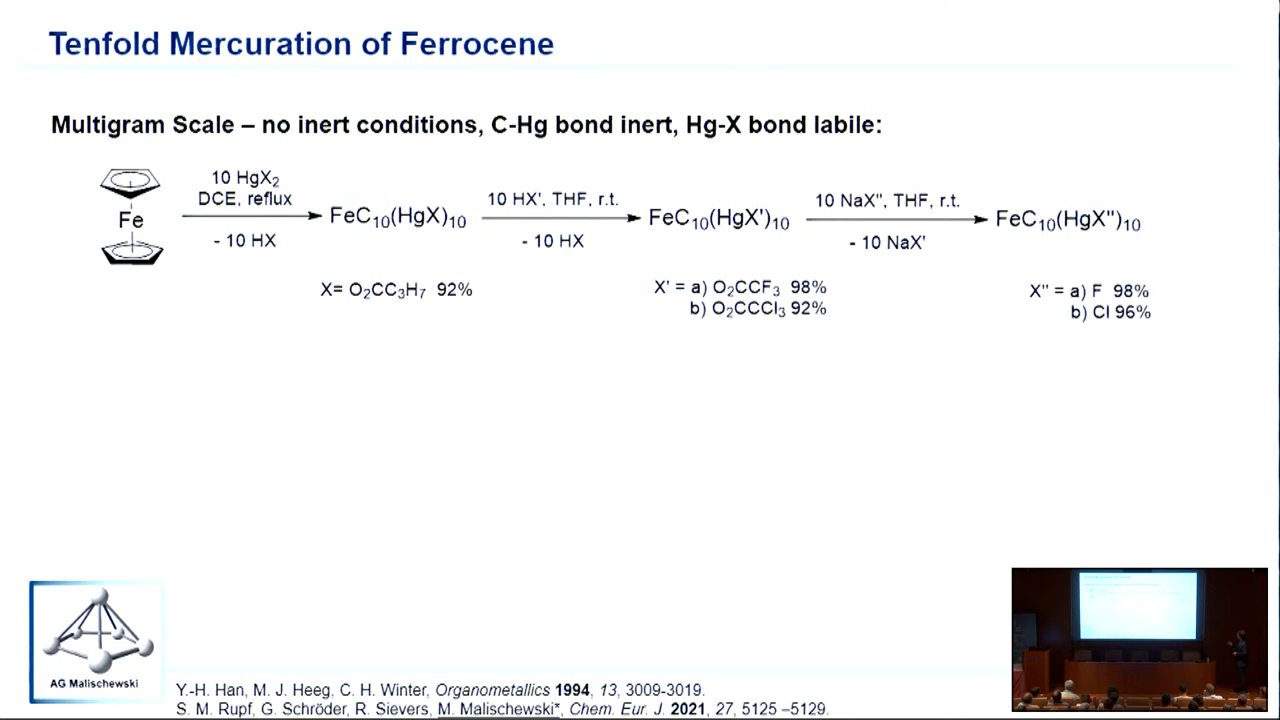 Tenfold Mercuration of Ferrocene
Multigram Scale – no inert conditions, C-Hg bond inert, Hg-X bond labile:
Fe
10 HgX₂
DCE, reflux
- 10 HX
FeC₁₀(HgX)₁₀
10 HX', THF, r.t.
- 10 HX
FeC₁₀(HgX')₁₀
10 NaX'', THF, r.t.
- 10 NaX'
FeC₁₀(HgX'')₁₀
X= O₂CC₃H₇ 92%
X' = a) O₂CCF₃ 98%
b) O₂CCCl₃ 92%
X'' = a) F 98%
b) Cl 96%
AG Malischewski
Y.-H. Han, M. J. Heeg, C. H. Winter, Organometallics 1994, 13, 3009-3019.
S. M. Rupf, G. Schröder, R. Sievers, M. Malischewski*, Chem. Eur. J. 2021, 27, 5125 –5129.